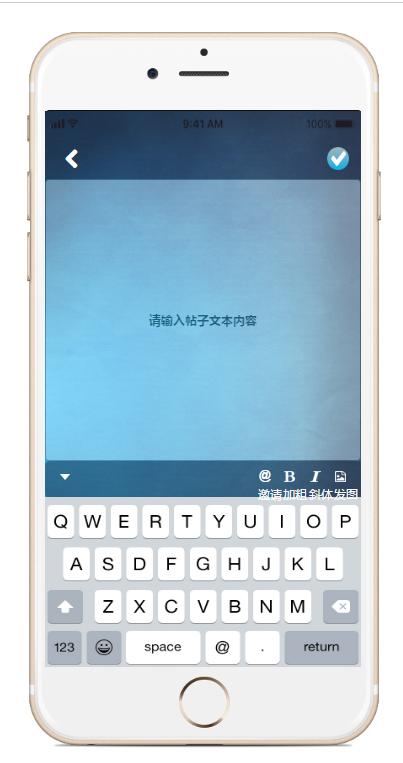 9:41 AM 100%
请输入帖子文本内容
@ B I
邀请加粗斜体发图
Q W E R T Y U I O P
A S D F G H J K L
Z X C V B N M
123 space @ . return